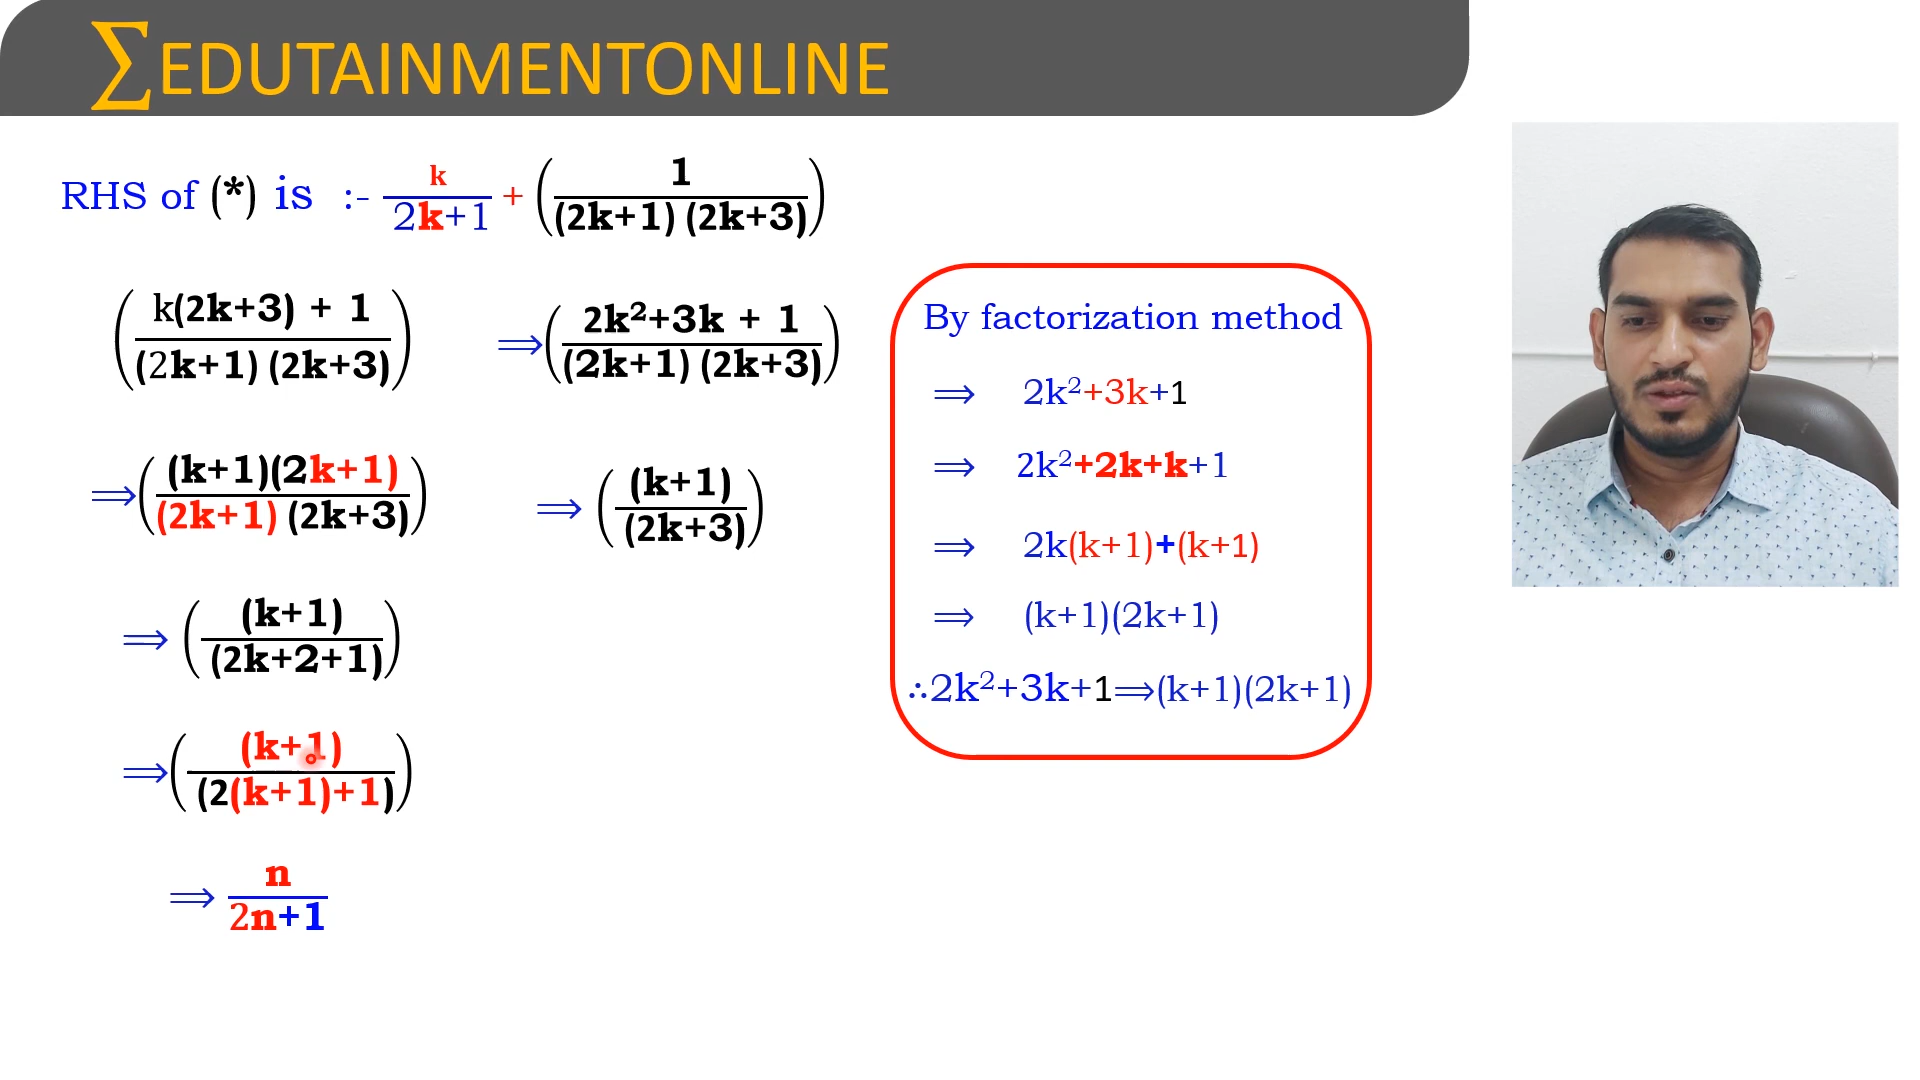 ∑EDUTAINMENTONLINE
RHS of (*) is :- k/2k+1 + (1/(2k+1) (2k+3))
(k(2k+3) + 1/(2k+1) (2k+3)) ⟹(2k²+3k + 1/(2k+1) (2k+3))
⟹((k+1)(2k+1)/(2k+1) (2k+3)) ⟹ ((k+1)/(2k+3))
⟹ ((k+1)/(2k+2+1))
⟹((k+1)/(2(k+1)+1))
⟹ n/2n+1
By factorization method
⟹ 2k²+3k+1
⟹ 2k²+2k+k+1
⟹ 2k(k+1)+(k+1)
⟹ (k+1)(2k+1)
∴2k²+3k+1⟹(k+1)(2k+1)